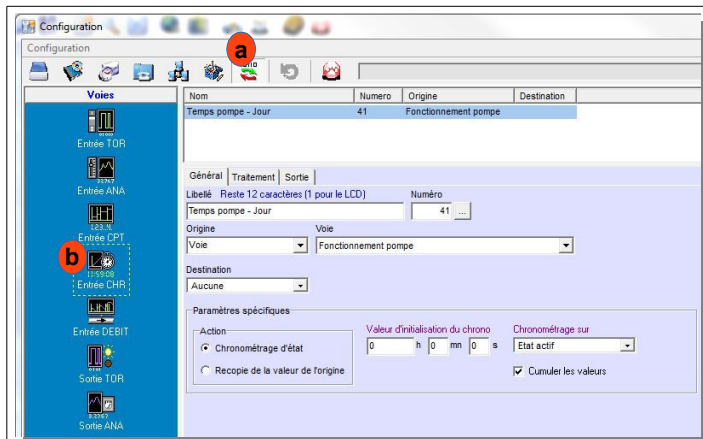 Configuration
Configuration
a
Voies
Entrée TOR
Entrée ANA
Entrée CPT
b
11:59:08
Entrée CHR
Entrée DEBIT
Sortie TOR
Sortie ANA
Nom Numero Origine Destination
Temps pompe - Jour 41 Fonctionnement pompe
Général Traitement Sortie
Libellé Reste 12 caractères (1 pour le LCD) Numéro
Temps pompe - Jour 41 ...
Origine Voie
Voie Fonctionnement pompe
Destination
Aucune
Paramètres spécifiques
Action Valeur d'initialisation du chrono Chronométrage sur
Chronométrage d'état 0 h 0 mn 0 s Etat actif
Recopie de la valeur de l'origine Cumuler les valeurs